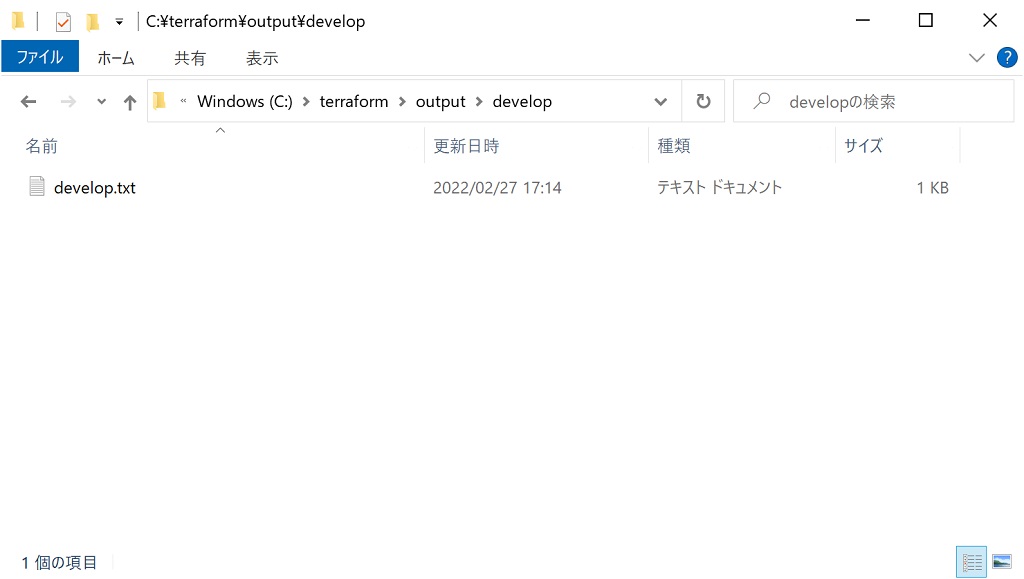 C:¥terraform¥output¥develop
ファイル ホーム 共有 表示
« Windows (C:) > terraform > output > develop developの検索
名前 更新日時 種類 サイズ
develop.txt 2022/02/27 17:14 テキスト ドキュメント 1 KB
1 個の項目